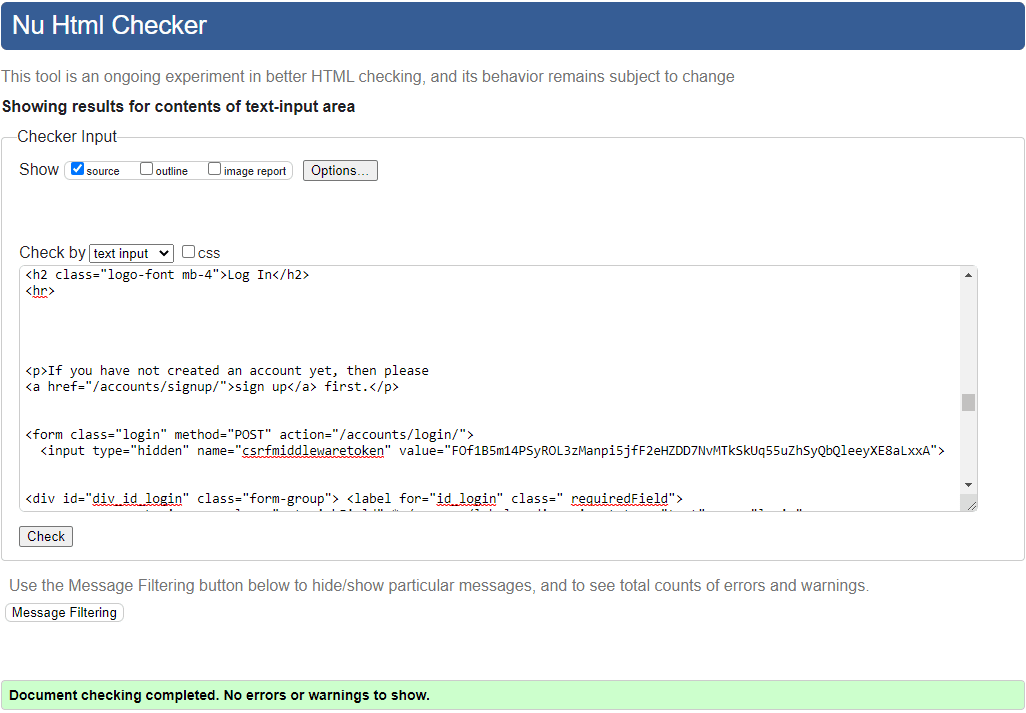 Nu Html Checker
This tool is an ongoing experiment in better HTML checking, and its behavior remains subject to change
Showing results for contents of text-input area
Checker Input
Show source outline image report Options...
Check by text input css
<h2 class="logo-font mb-4">Log In</h2>
<hr>
<p>If you have not created an account yet, then please
<a href="/accounts/signup/">sign up</a> first.</p>
<form class="login" method="POST" action="/accounts/login/">
<input type="hidden" name="csrfmiddlewaretoken" value="FOf1B5m14PSyROL3zManpi5jfF2eHZDD7NvMTkSkUq55uZhSyQbQleeyXE8aLxxA">
<div id="div_id_login" class="form-group"> <label for="id_login" class=" requiredField">
Check
Use the Message Filtering button below to hide/show particular messages, and to see total counts of errors and warnings.
Message Filtering
Document checking completed. No errors or warnings to show.